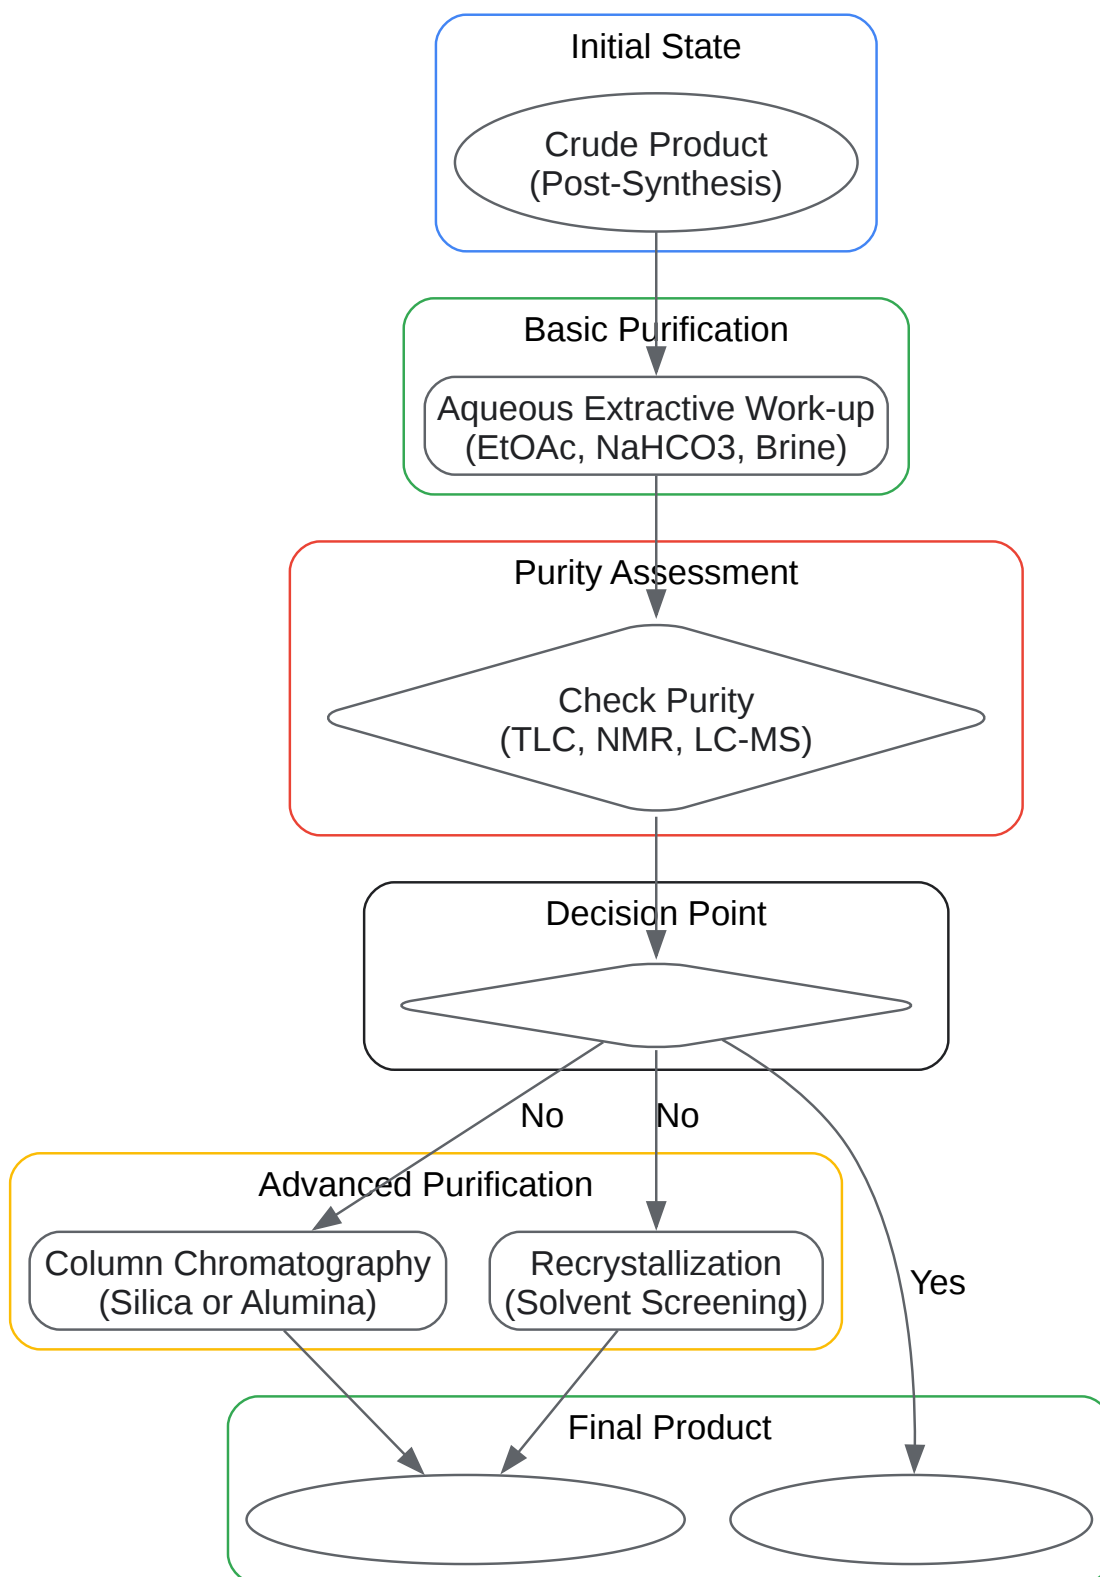 Initial State
Crude Product
(Post-Synthesis)
Basic Purification
Aqueous Extractive Work-up
(EtOAc, NaHCO3, Brine)
Purity Assessment
Check Purity
(TLC, NMR, LC-MS)
Decision Point
No
No
Advanced Purification
Column Chromatography
(Silica or Alumina)
Recrystallization
(Solvent Screening)
Yes
Final Product